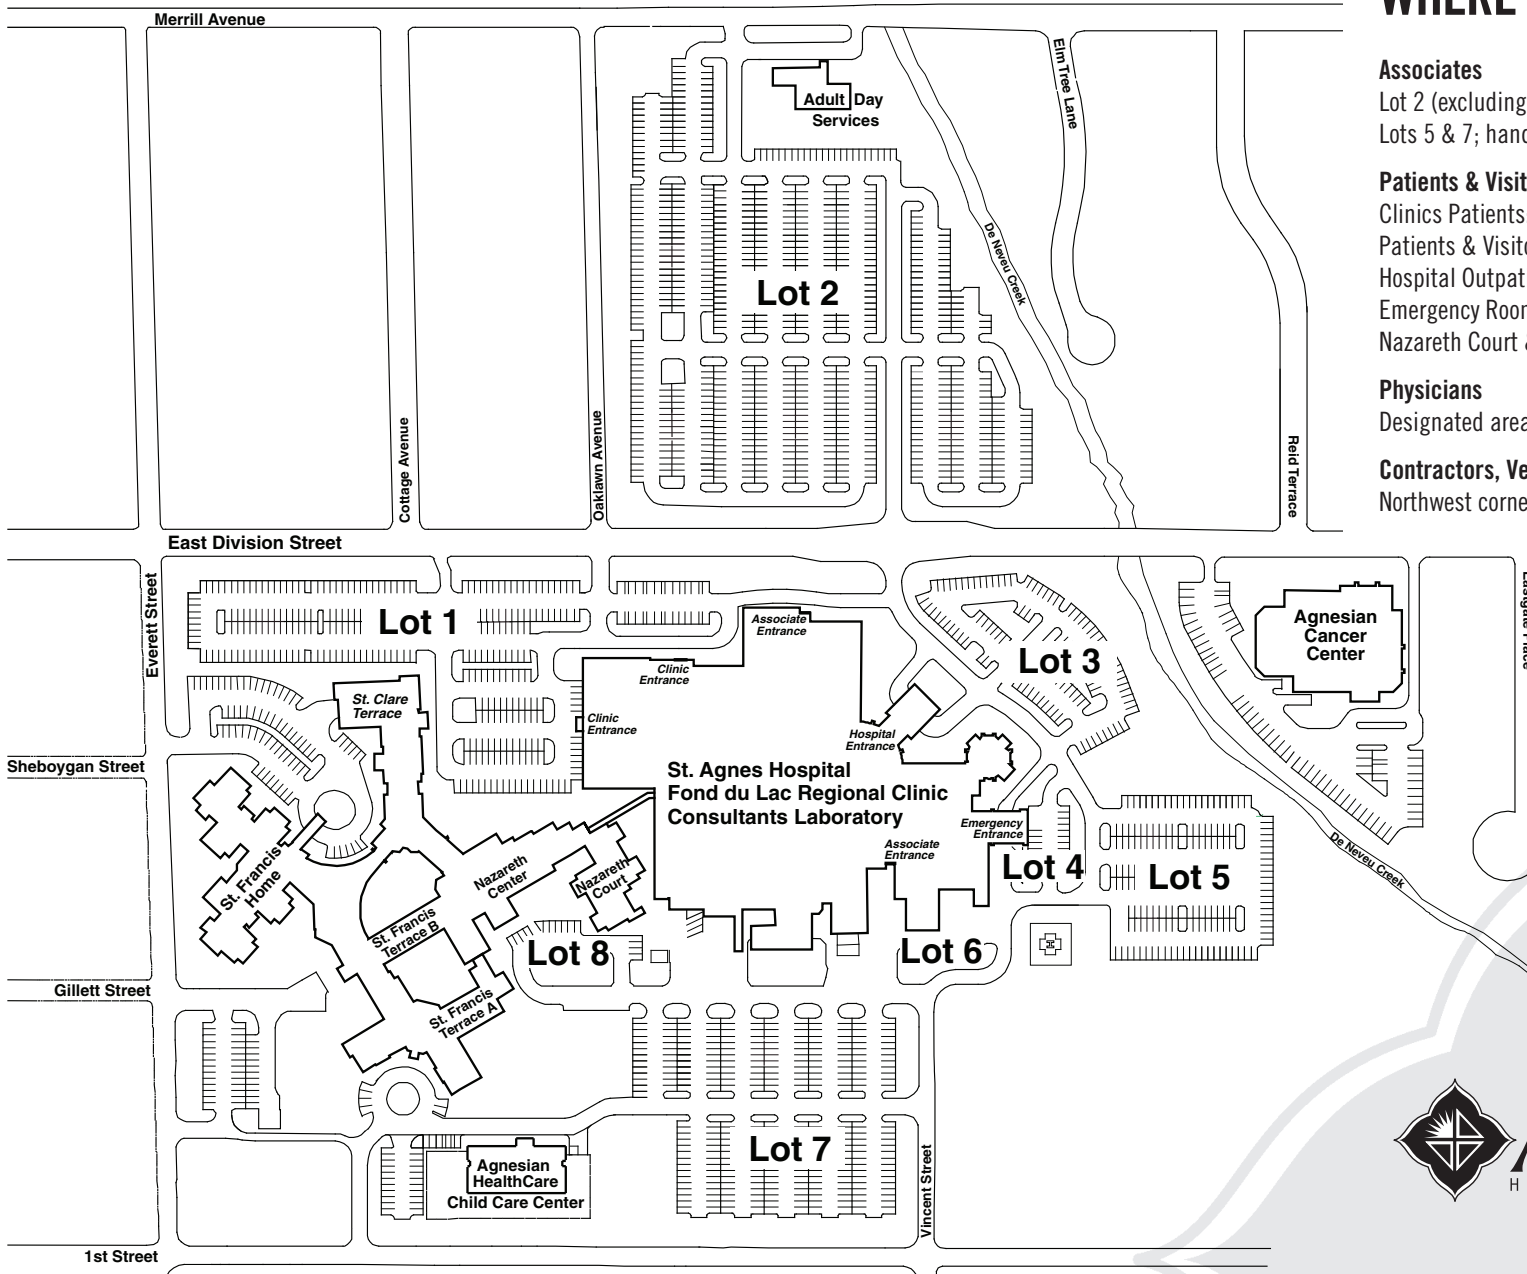 Merrill Avenue
WHERE
Associates
Lot 2 (excluding
Lots 5 & 7; hand
Patients & Visit
Clinics Patients
Patients & Visito
Hospital Outpat
Emergency Roon
Nazareth Court &
Physicians
Designated area
Contractors, Ve
Northwest corne
Elm Tree Lane
Adult Day
Services
De Neveu Creek
Lot 2
Cottage Avenue
Oaklawn Avenue
Reid Terrace
East Division Street
Everett Street
Eastgate Place
Lot 1
Associate
Entrance
Agnesian
Cancer
Center
Lot 3
Clinic
Entrance
St. Clare
Terrace
Clinic
Entrance
Hospital
Entrance
Sheboygan Street
St. Agnes Hospital
Fond du Lac Regional Clinic
Consultants Laboratory
Emergency
Entrance
Associate
Entrance
De Neveu Creek
Lot 4
Lot 5
St. Francis
Home
Nazareth
Center
Nazareth
Court
St. Francis
Terrace B
Lot 8
Lot 6
Gillett Street
St. Francis
Terrace A
Lot 7
Agnesian
HealthCare
Child Care Center
Vincent Street
A
H
1st Street